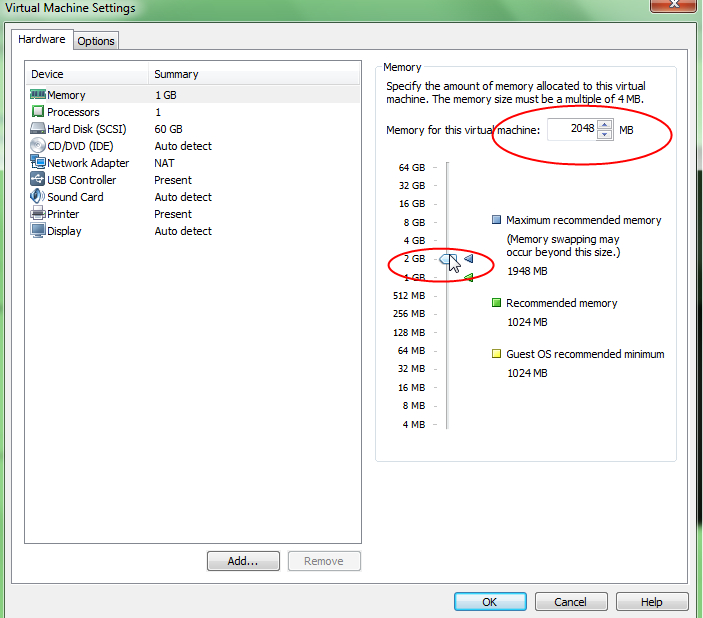 Virtual Machine Settings
Hardware
Options
Device Summary
Memory 1 GB
Processors 1
Hard Disk (SCSI) 60 GB
CD/DVD (IDE) Auto detect
Network Adapter NAT
USB Controller Present
Sound Card Auto detect
Printer Present
Display Auto detect
Add...
Remove
Memory
Specify the amount of memory allocated to this virtual
machine. The memory size must be a multiple of 4 MB.
Memory for this virtual machine: 2048 MB
64 GB
32 GB
16 GB
8 GB
4 GB
2 GB
1 GB
512 MB
256 MB
128 MB
64 MB
32 MB
16 MB
8 MB
4 MB
Maximum recommended memory
(Memory swapping may
occur beyond this size.)
1948 MB
Recommended memory
1024 MB
Guest OS recommended minimum
1024 MB
OK
Cancel
Help